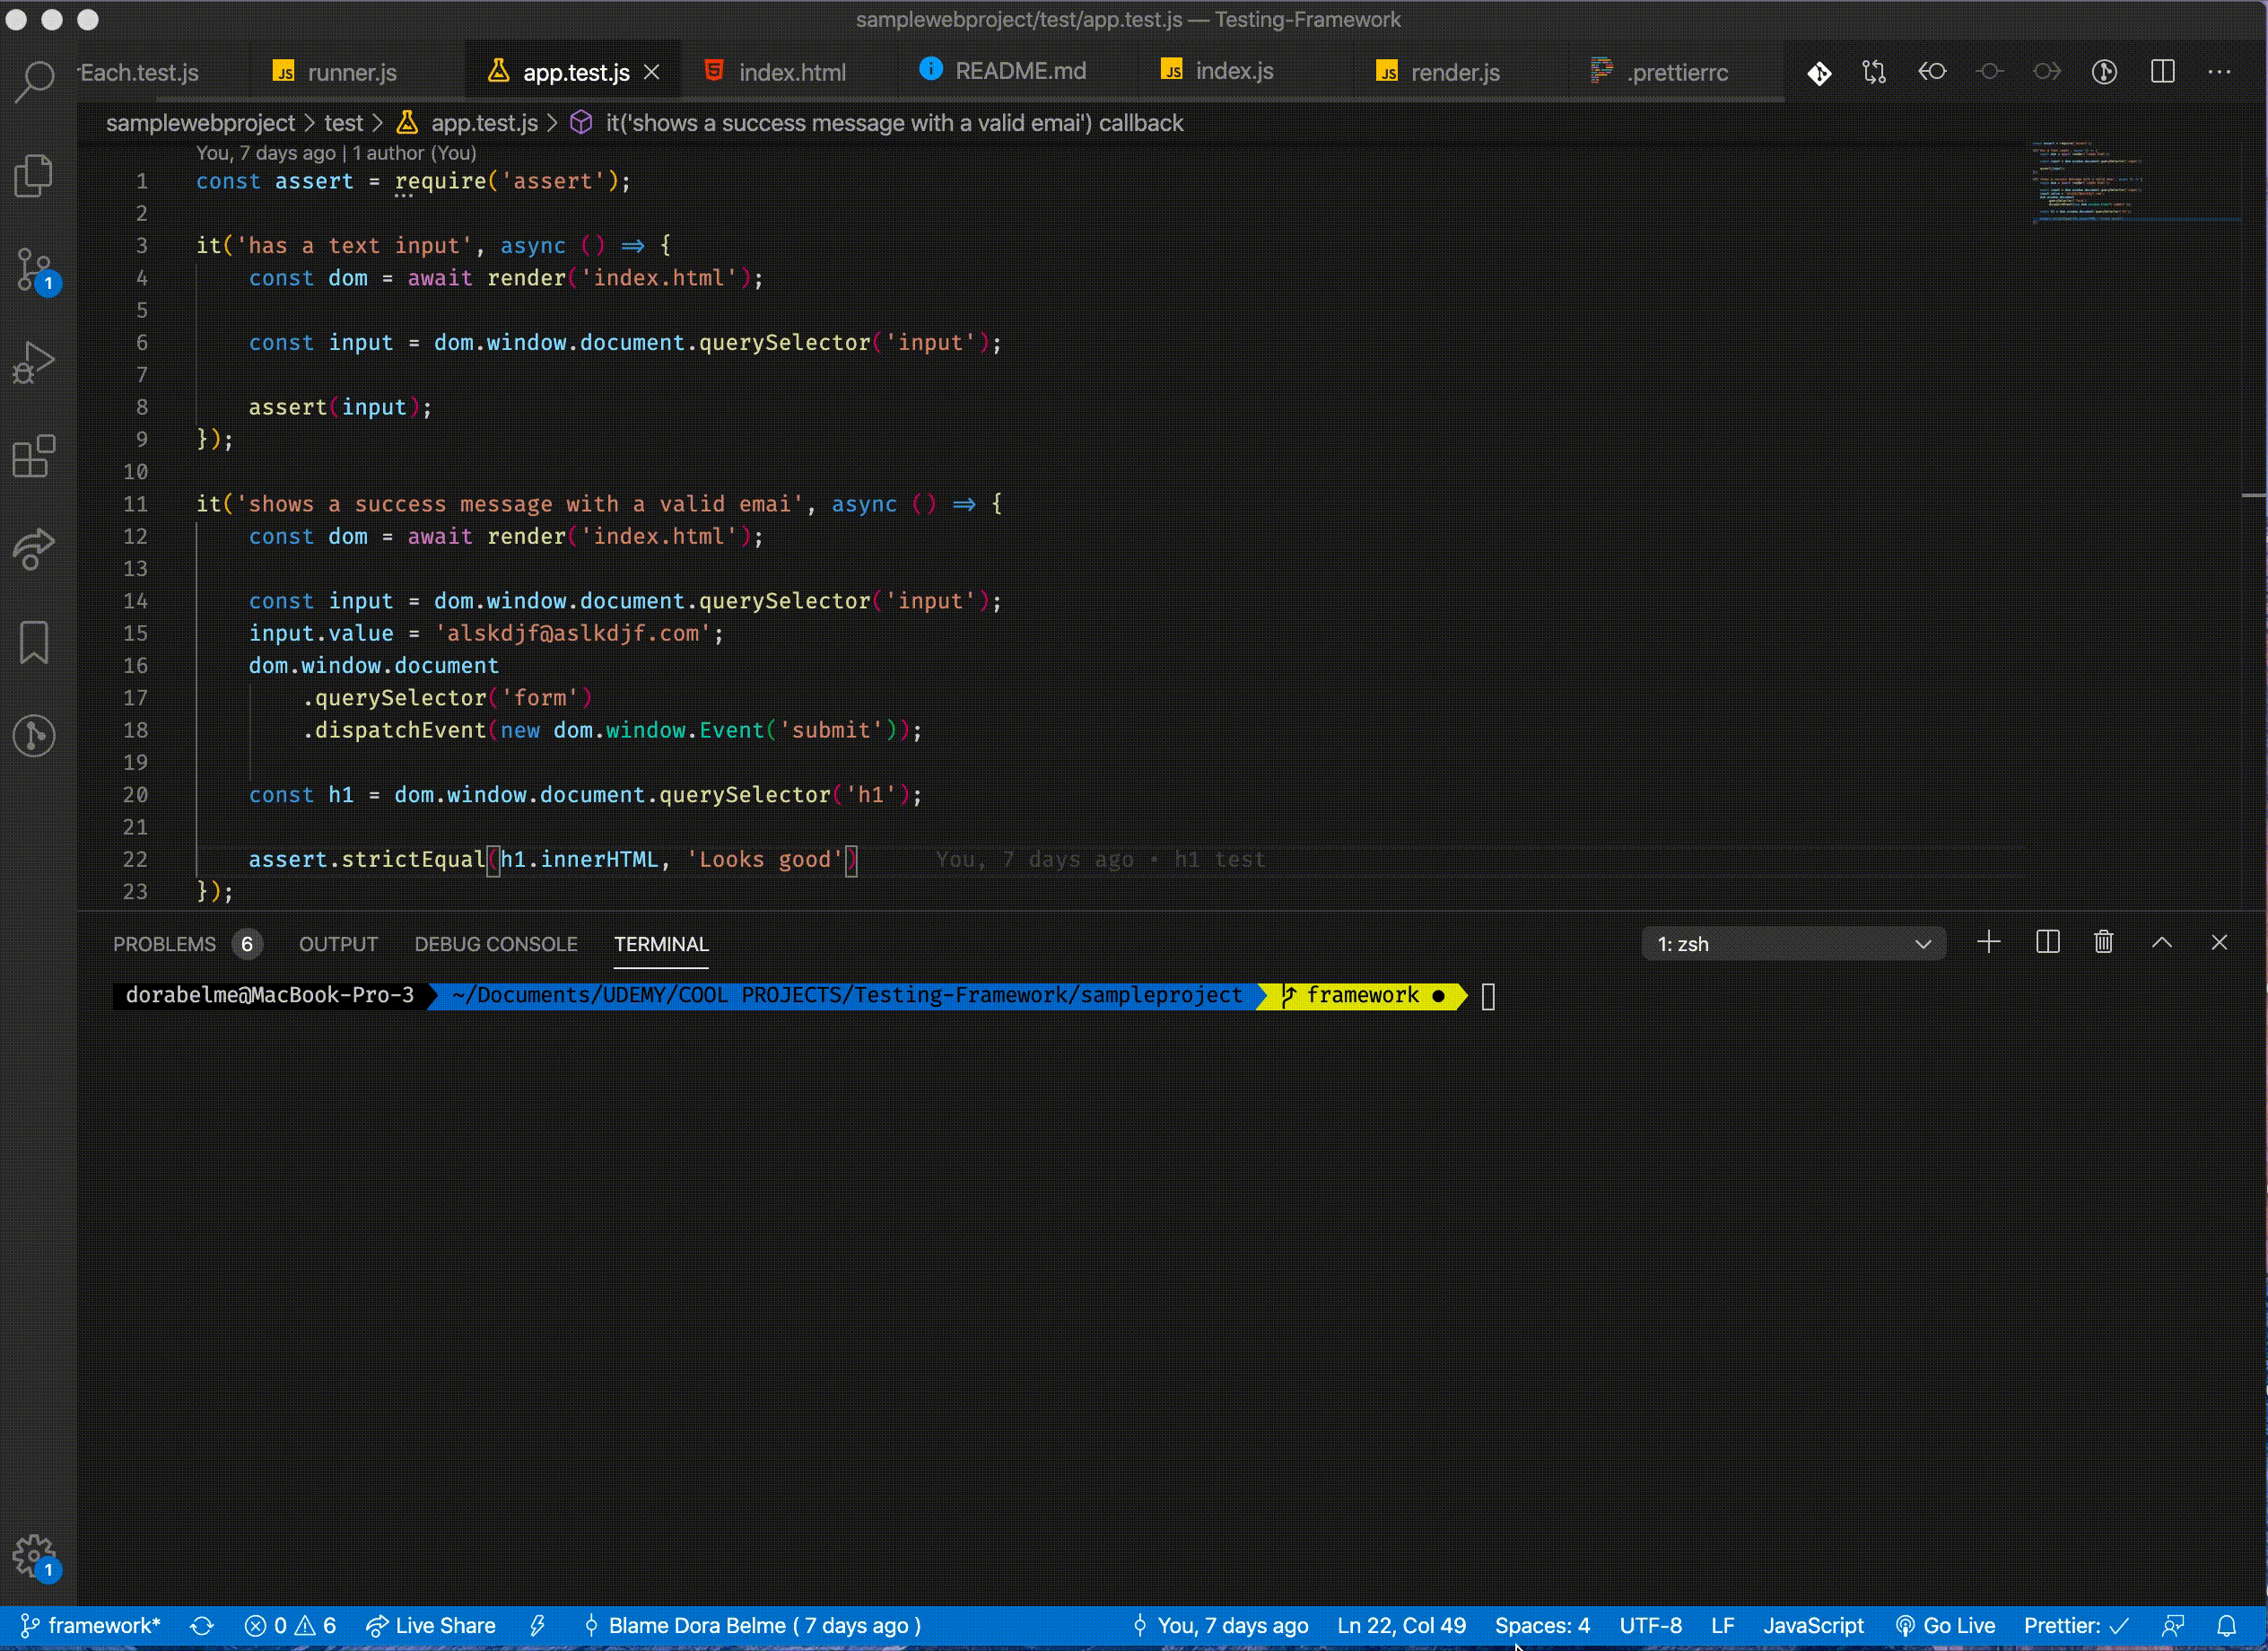 samplewebproject/test/app.test.js — Testing-Framework
rEach.test.js JS runner.js app.test.js index.html README.md JS index.js JS render.js .prettierrc
samplewebproject > test > app.test.js > it('shows a success message with a valid emai') callback
You, 7 days ago | 1 author (You)
1 const assert = require('assert');
2
3 it('has a text input', async () ⇒ {
4 const dom = await render('index.html');
5
6 const input = dom.window.document.querySelector('input');
7
8 assert(input);
9 });
10
11 it('shows a success message with a valid emai', async () ⇒ {
12 const dom = await render('index.html');
13
14 const input = dom.window.document.querySelector('input');
15 input.value = 'alskdjf@aslkdjf.com';
16 dom.window.document
17 .querySelector('form')
18 .dispatchEvent(new dom.window.Event('submit'));
19
20 const h1 = dom.window.document.querySelector('h1');
21
22 assert.strictEqual(h1.innerHTML, 'Looks good') You, 7 days ago • h1 test
23 });
PROBLEMS 6 OUTPUT DEBUG CONSOLE TERMINAL 1: zsh
dorabelme@MacBook-Pro-3 ~/Documents/UDEMY/COOL PROJECTS/Testing-Framework/sampleproject framework ●
1
1
framework* 0 6 Live Share Blame Dora Belme ( 7 days ago ) You, 7 days ago Ln 22, Col 49 Spaces: 4 UTF-8 LF JavaScript Go Live Prettier: ✓